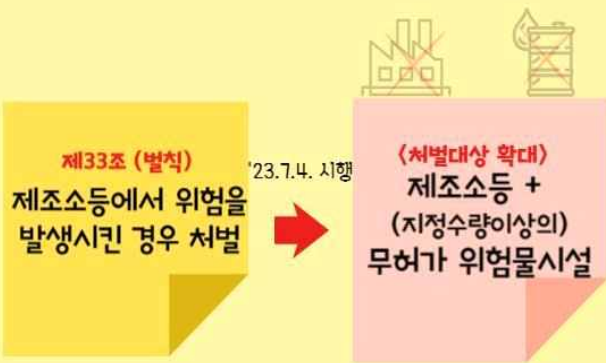 제33조 (벌칙)
제조소등에서 위험을
발생시킨 경우 처벌
'23.7.4. 시행
<처벌대상 확대>
제조소등 +
(지정수량이상의)
무허가 위험물시설